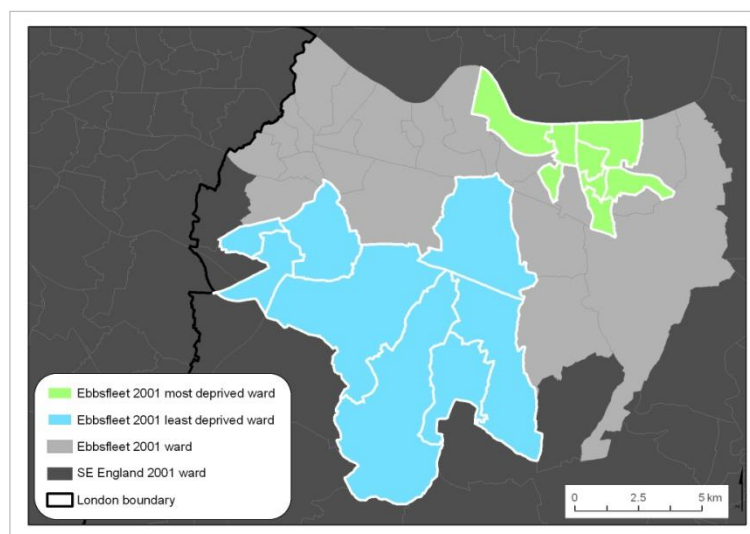 Ebbsfleet 2001 most deprived ward
Ebbsfleet 2001 least deprived ward
Ebbsfleet 2001 ward
SE England 2001 ward
London boundary
0 2.5 5 km